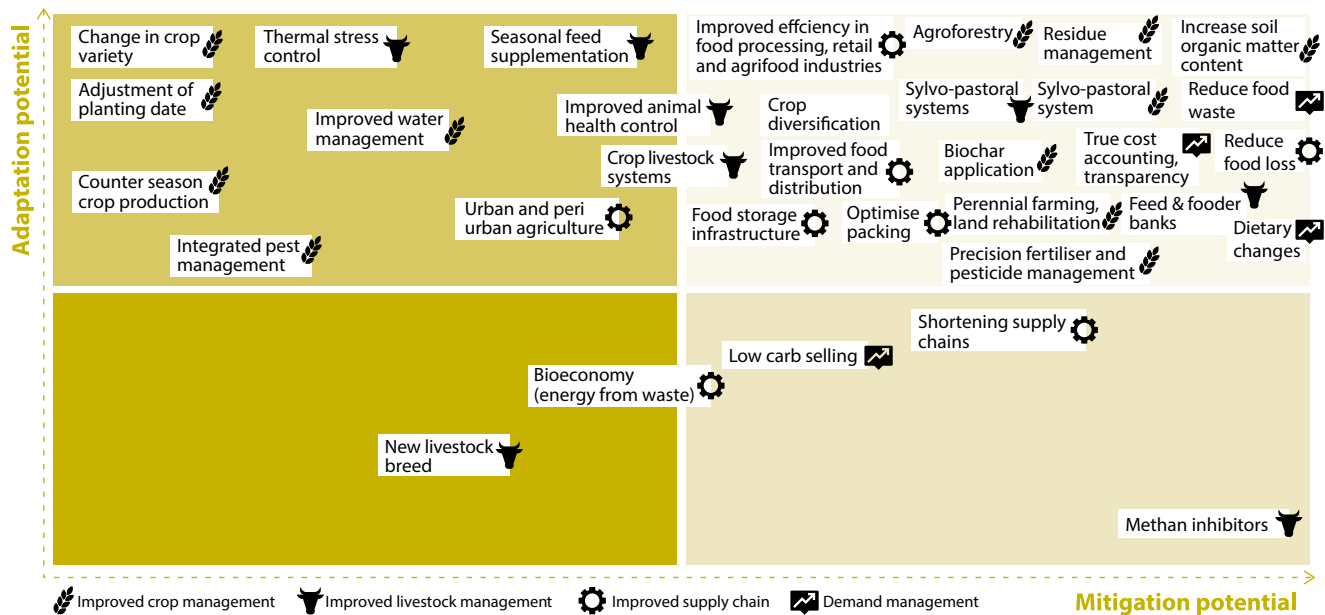 Adaptation potential
Change in crop
variety
Thermal stress
control
Seasonal feed
supplementation
Improved effciency in
food processing, retail
and agrifood industries
Agroforestry
Residue
management
Increase soil
organic matter
content
Adjustment of
planting date
Improved water
management
Improved animal
health control
Crop
diversification
Sylvo-pastoral
systems
Sylvo-pastoral
system
Reduce food
waste
Counter season
crop production
Crop livestock
systems
Improved food
transport and
distribution
Biochar
application
True cost
accounting,
transparency
Reduce
food loss
Integrated pest
management
Urban and peri
urban agriculture
Food storage
infrastructure
Optimise
packing
Perennial farming,
land rehabilitation
Feed & fooder
banks
Dietary
changes
Precision fertiliser and
pesticide management
Shortening supply
chains
Low carb selling
Bioeconomy
(energy from waste)
New livestock
breed
Methan inhibitors
Improved crop management
Improved livestock management
Improved supply chain
Demand management
Mitigation potential